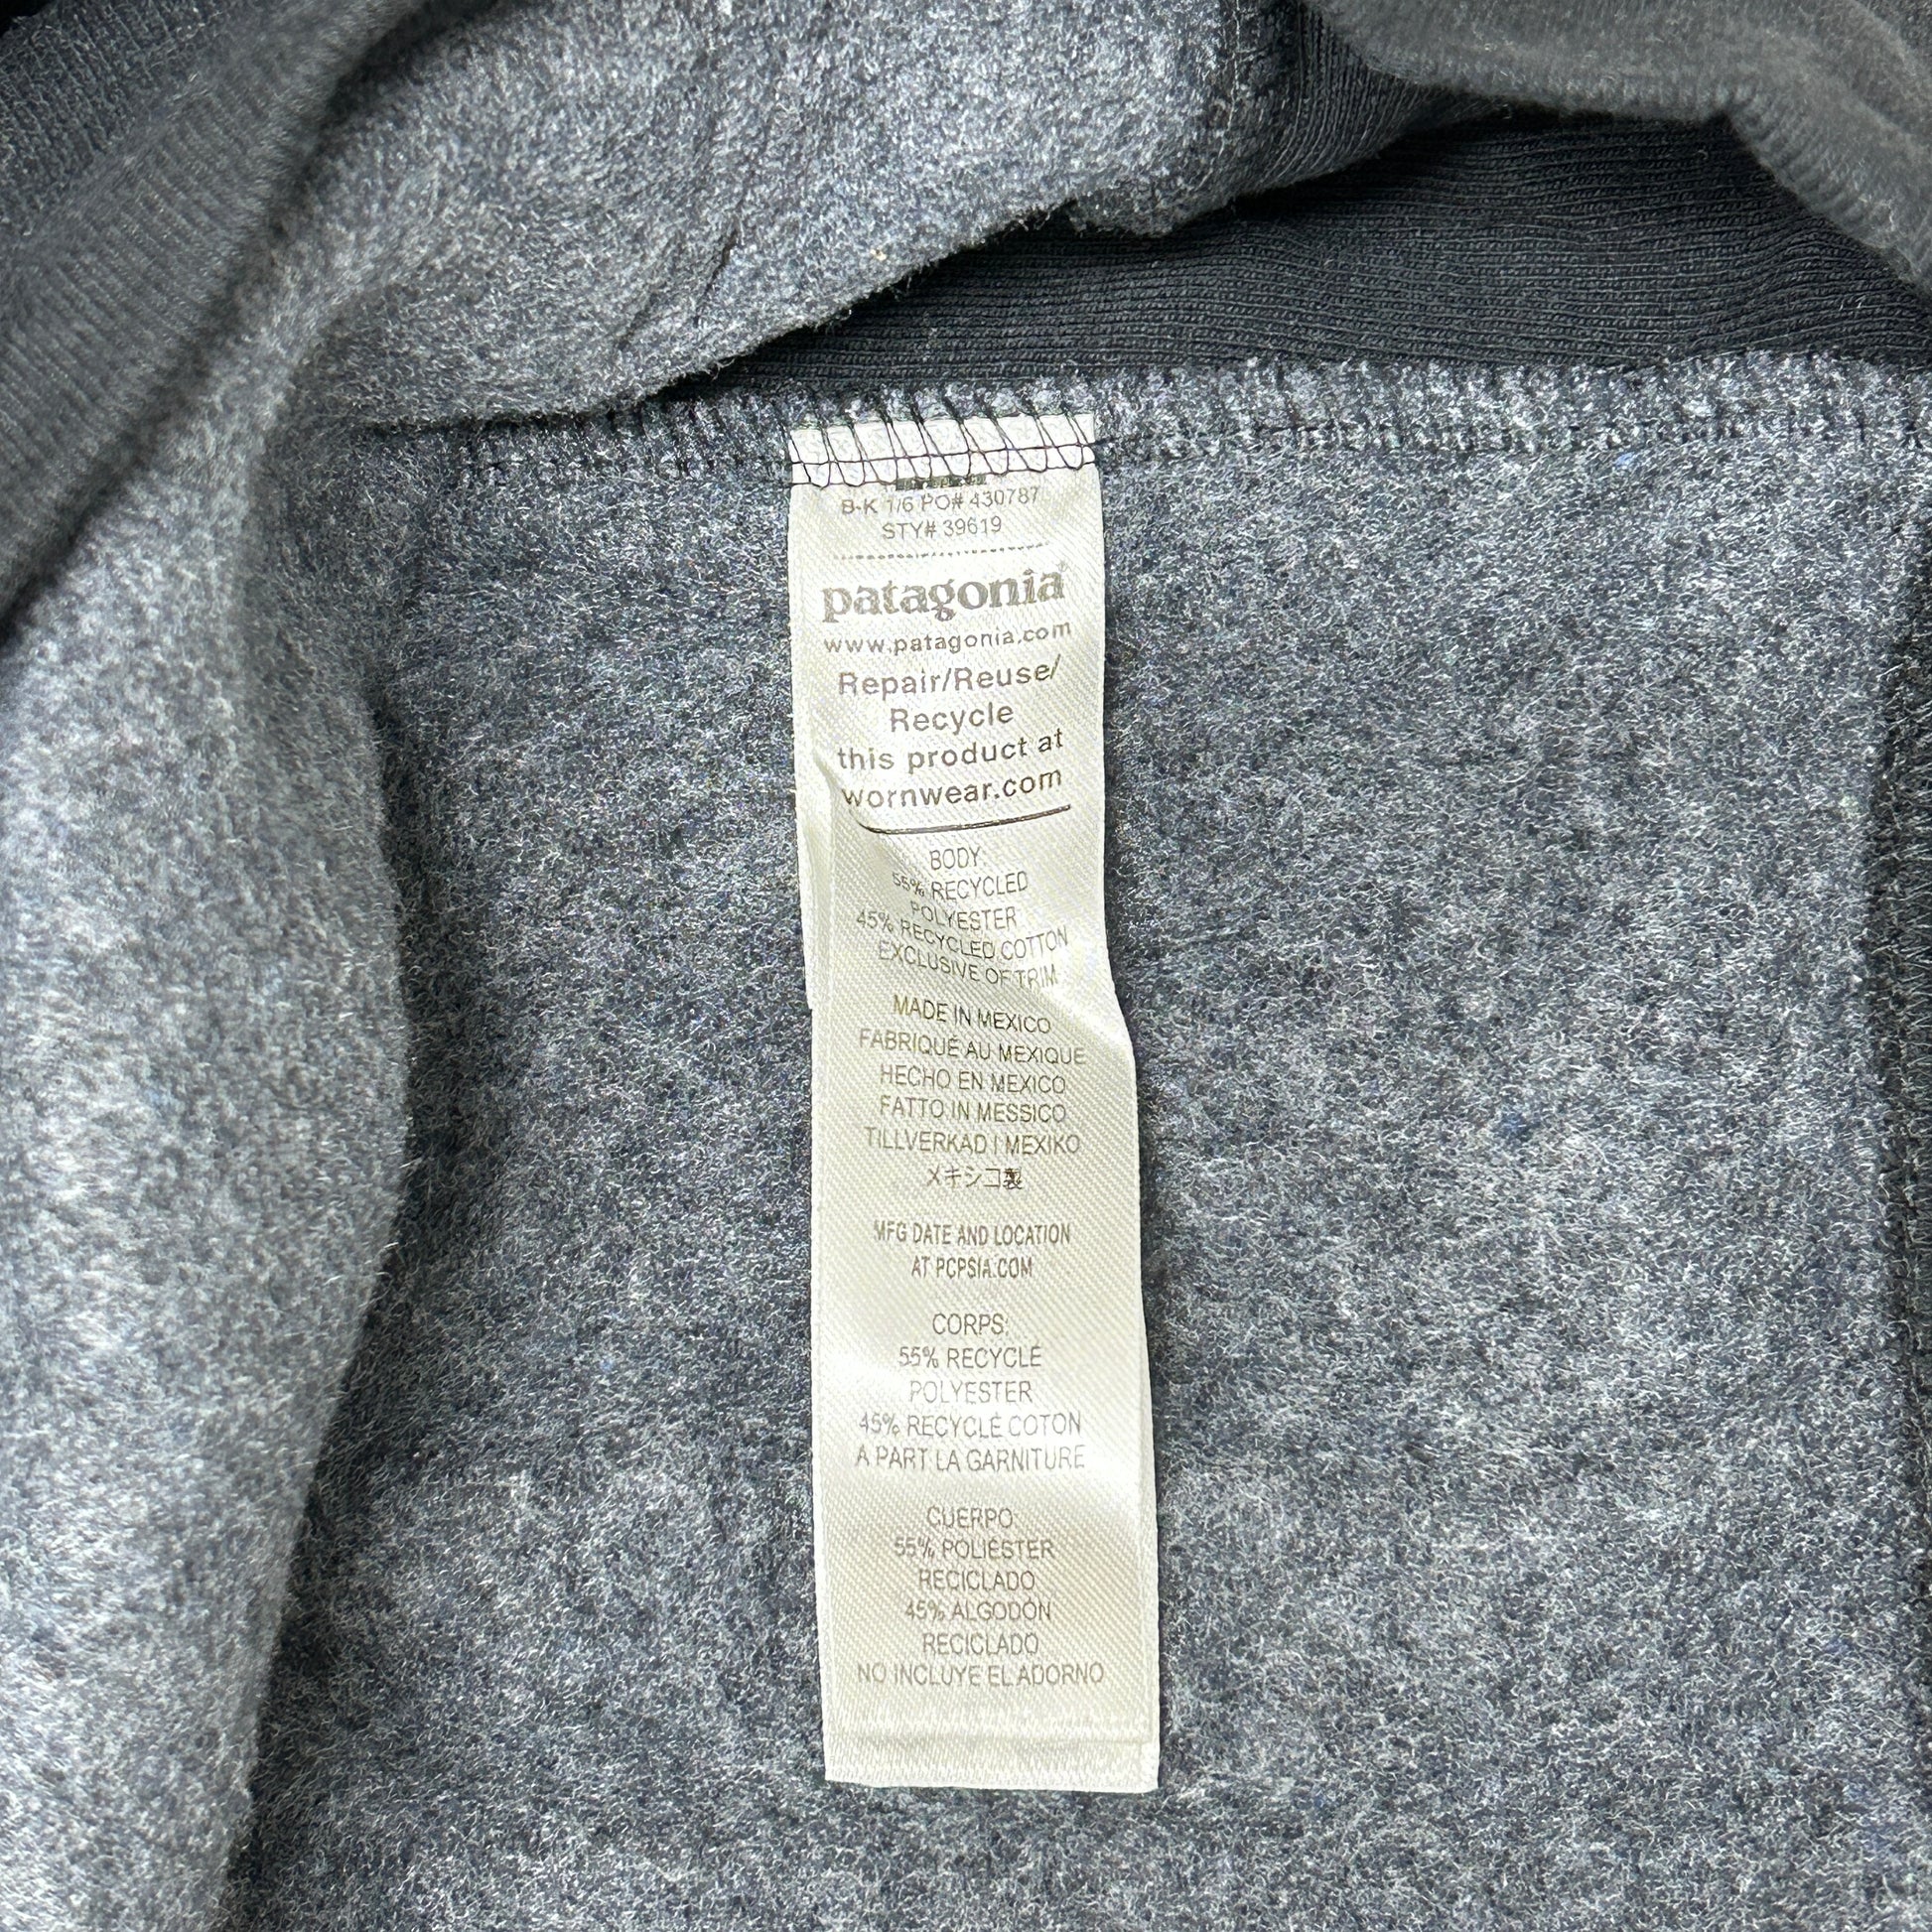 B-K 1/6 PO# 430787
STY# 39619
patagonia®
www.patagonia.com
Repair/Reuse/
Recycle
this product at
wornwear.com
BODY:
55% RECYCLED
POLYESTER
45% RECYCLED COTTON
EXCLUSIVE OF TRIM
MADE IN MEXICO
FABRIQUÉ AU MEXIQUE
HECHO EN MEXICO
FATTO IN MESSICO
TILLVERKAD I MEXIKO
メキシコ製
MFG DATE AND LOCATION
AT PCPSIA.COM
CORPS:
55% RECYCLÉ
POLYESTER
45% RECYCLÉ COTON
A PART LA GARNITURE
CUERPO:
55% POLIÉSTER
RECICLADO
45% ALGODÓN
RECICLADO
NO INCLUYE EL ADORNO